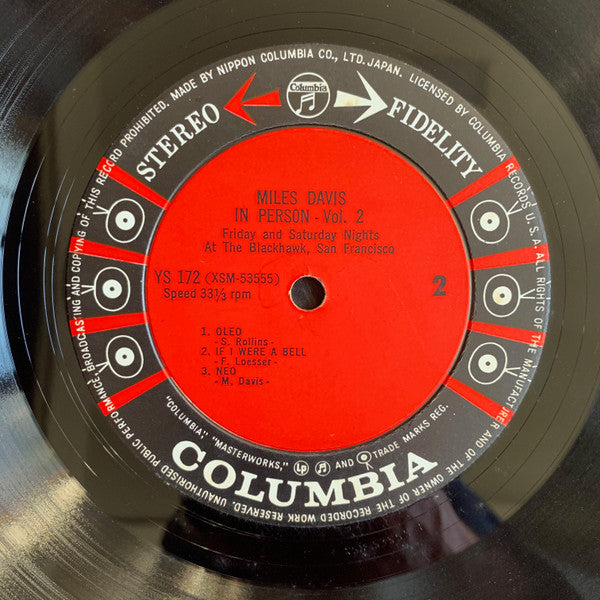 WORK RESERVED. UNAUTHORISED PUBLIC PERFORMANCE, BROADCASTING AND COPYING OF THIS RECORD PROHIBITED. MADE BY NIPPON COLUMBIA CO., LTD. JAPAN. LICENSED BY COLUMBIA RECORDS U.S.A. ALL RIGHTS OF THE MANUFACTURER AND OF THE OWNER OF THE RECORDED
STEREO
Columbia
FIDELITY
MILES DAVIS
IN PERSON - Vol. 2
Friday and Saturday Nights
At The Blackhawk, San Francisco
YS 172 (XSM-53555)
Speed 33⅓ rpm
2
1. OLEO
- S. Rollins -
2. IF I WERE A BELL
- F. Loesser -
3. NEO
- M. Davis -
"COLUMBIA", "MASTERWORKS," LP AND TRADE MARKS REG.
COLUMBIA